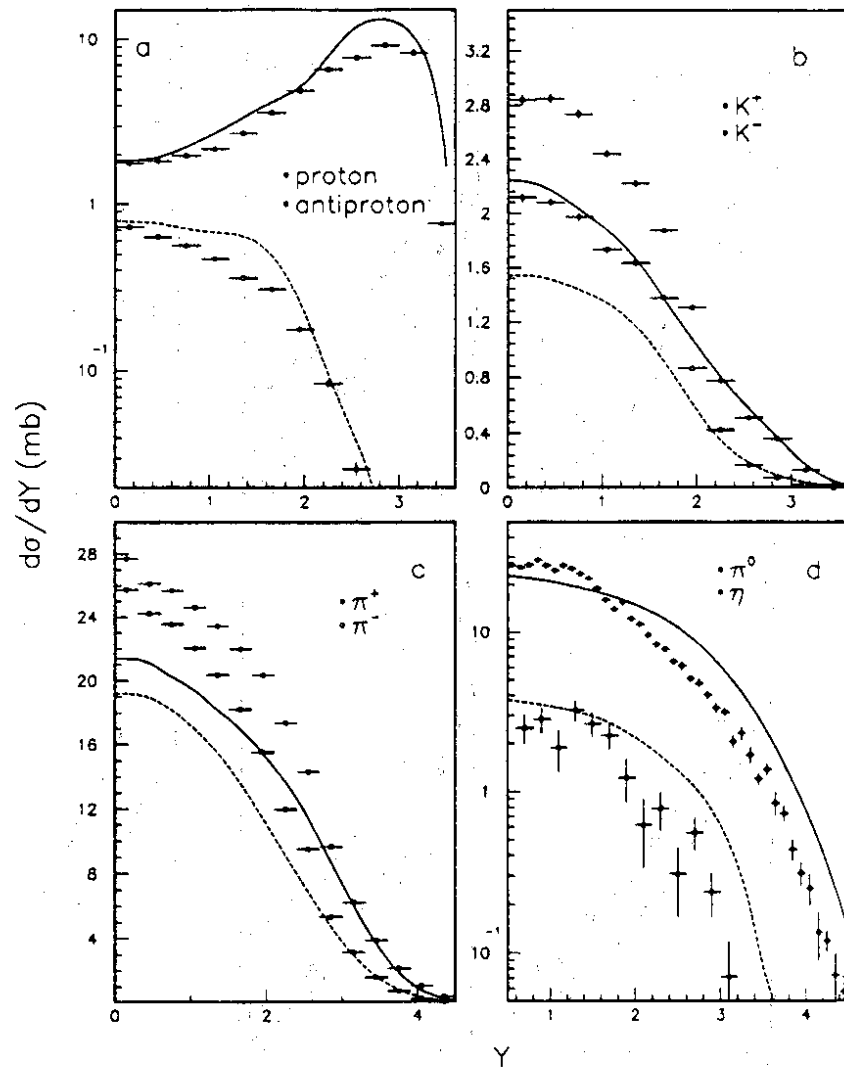 dσ/dY (mb)
a
10
1
10⁻¹
• proton
• antiproton
0 1 2 3
b
3.2
2.8
2.4
2
1.6
1.2
0.8
0.4
0
• K⁺
• K⁻
0 1 2 3
c
28
24
20
16
12
8
4
• π⁺
• π⁻
0 2 4
d
10
1
10⁻¹
• π⁰
• η
1 2 3 4
Y